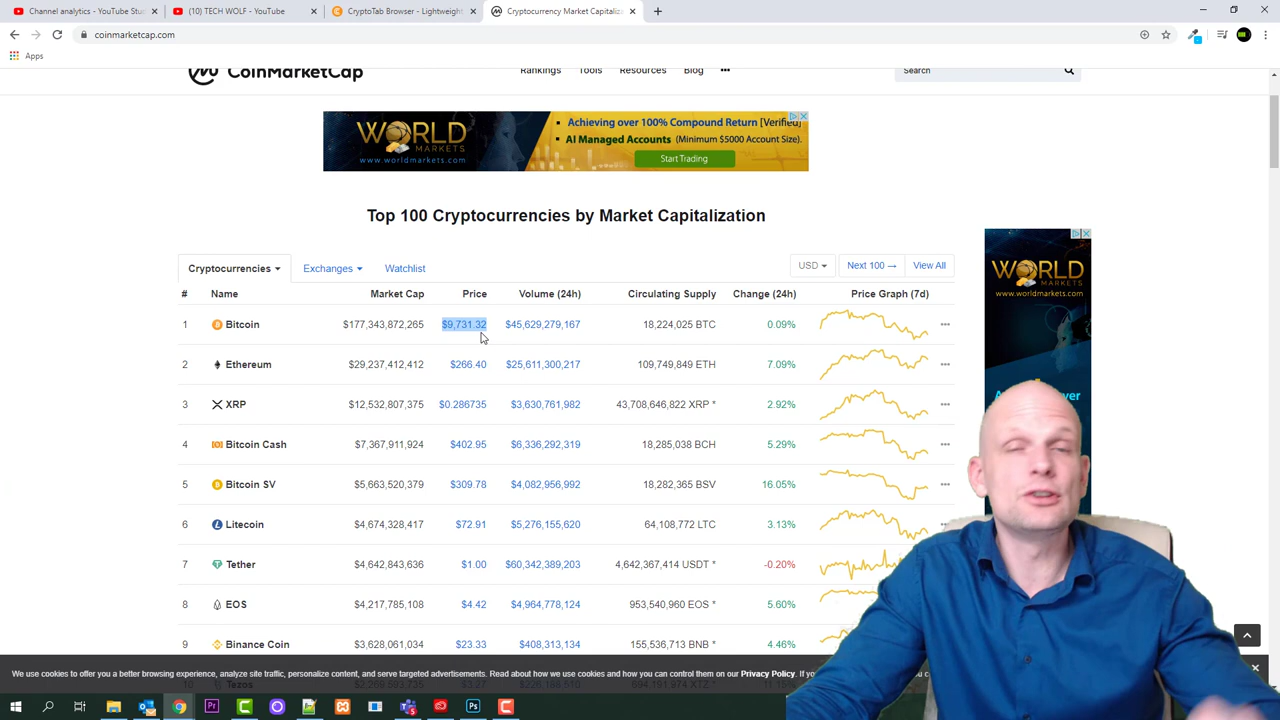 Channel analytics - YouTube Stu
(10) TECH WOLF - YouTube
CryptoTab Browser - Lightweight
Cryptocurrency Market Capitaliz
coinmarketcap.com
Apps
CoinMarketCap
Rankings
Tools
Resources
Blog
Search
WORLD
MARKETS
www.worldmarkets.com
Achieving over 100% Compound Return [Verified]
AI Managed Accounts (Minimum $5000 Account Size).
Start Trading
Top 100 Cryptocurrencies by Market Capitalization
Cryptocurrencies Exchanges Watchlist USD Next 100 → View All
# Name Market Cap Price Volume (24h) Circulating Supply Change (24h) Price Graph (7d)
1 Bitcoin $177,343,872,265 $9,731.32 $45,629,279,167 18,224,025 BTC 0.09%
2 Ethereum $29,237,412,412 $266.40 $25,611,300,217 109,749,849 ETH 7.09%
3 XRP $12,532,807,375 $0.286735 $3,630,761,982 43,708,646,822 XRP * 2.92%
4 Bitcoin Cash $7,367,911,924 $402.95 $6,336,292,319 18,285,038 BCH 5.29%
5 Bitcoin SV $5,663,520,379 $309.78 $4,082,956,992 18,282,365 BSV 16.05%
6 Litecoin $4,674,328,417 $72.91 $5,276,155,620 64,108,772 LTC 3.13%
7 Tether $4,642,843,636 $1.00 $60,342,389,203 4,642,367,414 USDT * -0.20%
8 EOS $4,217,785,108 $4.42 $4,964,778,124 953,540,960 EOS * 5.60%
9 Binance Coin $3,628,061,034 $23.33 $408,313,134 155,536,713 BNB * 4.46%
WORLD
MARKETS
www.worldmarkets.com
We use cookies to offer you a better browsing experience, analyze site traffic, personalize content, and serve targeted advertisements. Read about how we use cookies and how you can control them on our Privacy Policy. If